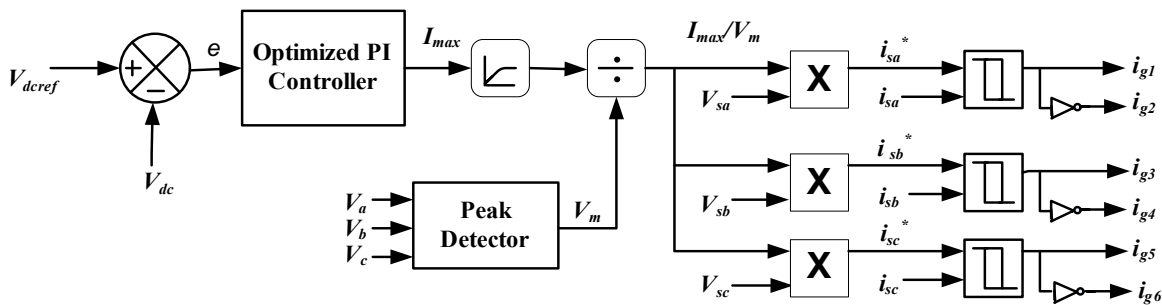 V_dcref
+
−
e
V_dc
Optimized PI
Controller
I_max
÷
I_max/V_m
V_a
V_b
V_c
Peak
Detector
V_m
V_sa
X
i_sa*
i_sa
i_g1
i_g2
V_sb
X
i_sb*
i_sb
i_g3
i_g4
V_sc
X
i_sc*
i_sc
i_g5
i_g6